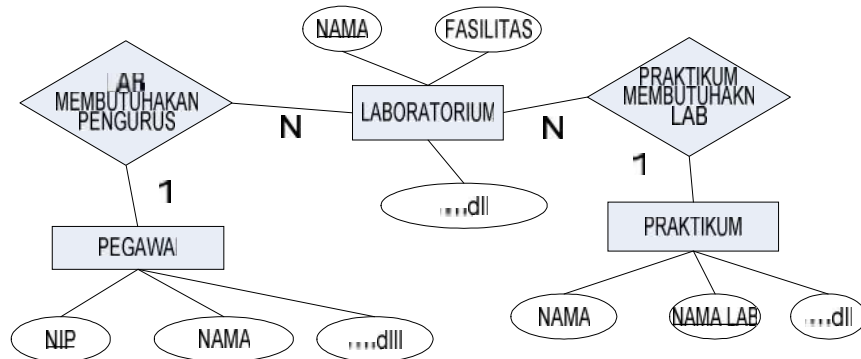 NAMA
FASILITAS
LAB
MEMBUTUHAKAN
PENGURUS
PRAKTIKUM
MEMBUTUHAKN
LAB
LABORATORIUM
N
N
1
1
....dll
PEGAWAI
PRAKTIKUM
NIP
NAMA
....dlll
NAMA
NAMA LAB
....dll